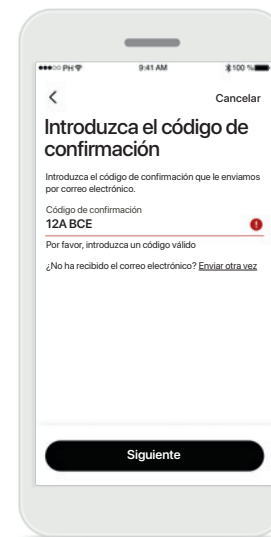 PH 9:41 AM 100 %
Cancelar
Introduzca el código de
confirmación
Introduzca el código de confirmación que le enviamos
por correo electrónico.
Código de confirmación
12A BCE
Por favor, introduzca un código válido
¿No ha recibido el correo electrónico? Enviar otra vez
Siguiente